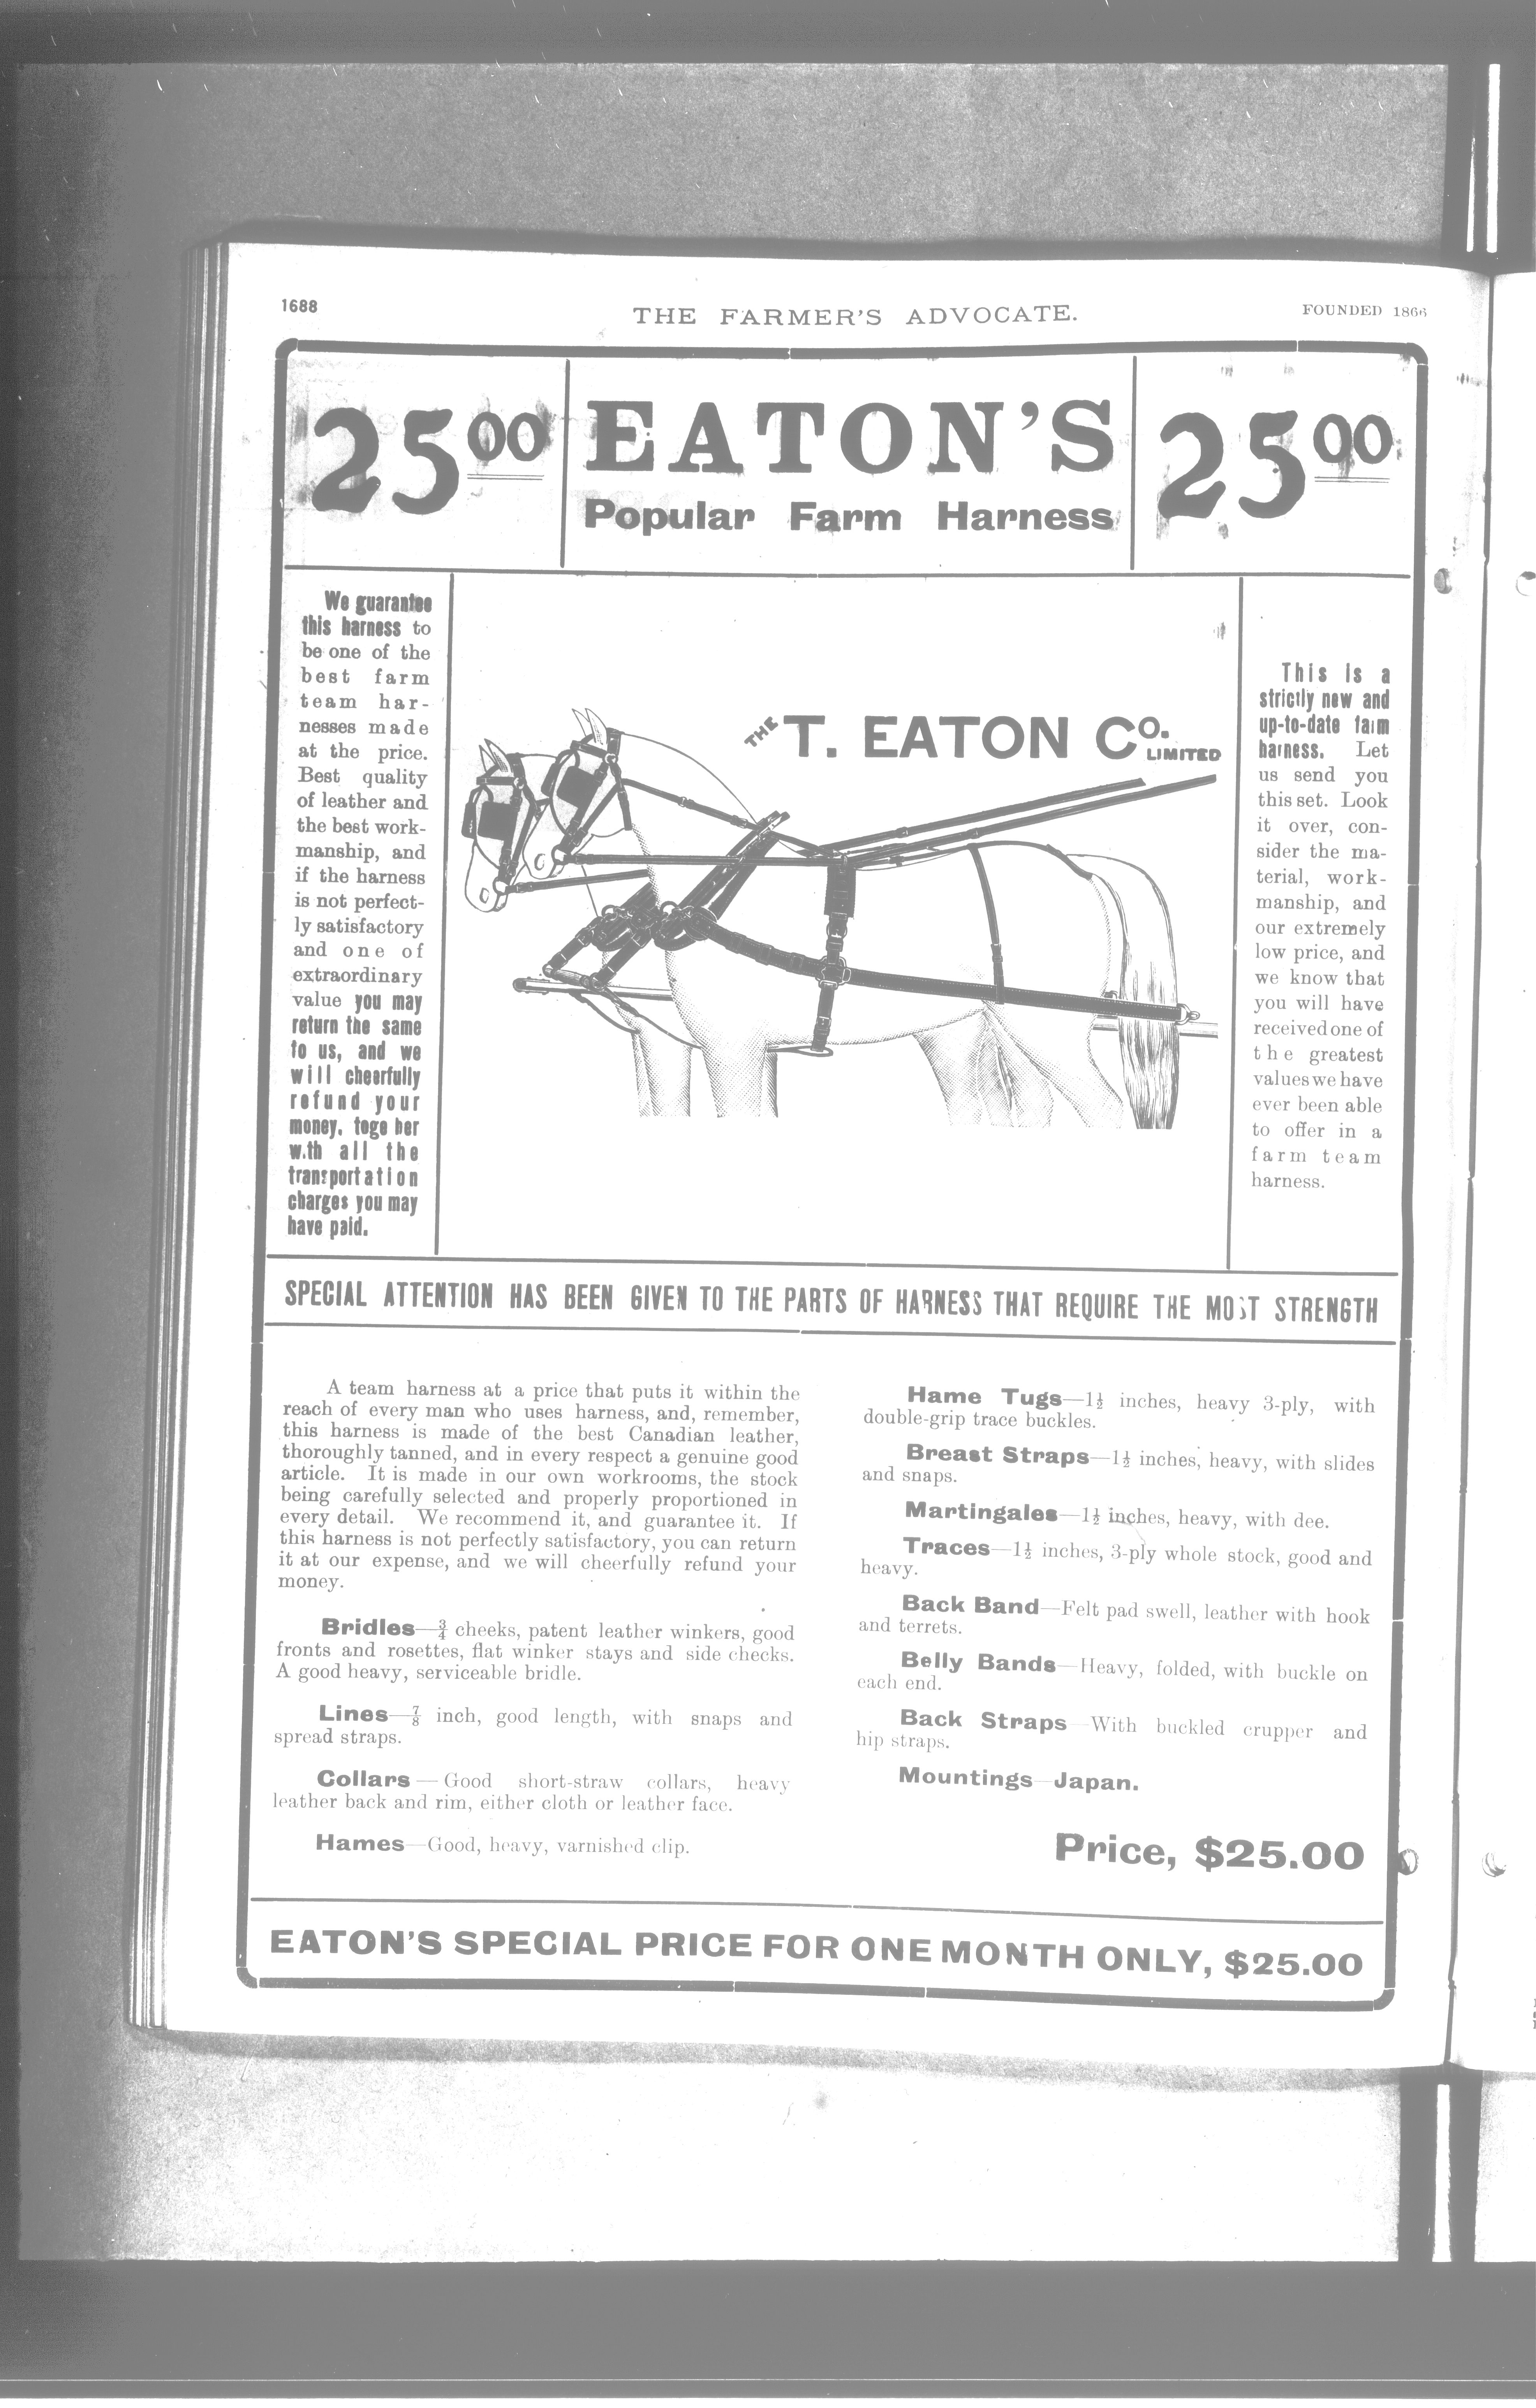 1688
THE FARMER'S ADVOCATE.
FOUNDED 1866
25 00
EATON'S
Popular Farm Harness
25 00
We guarantee
this harness to
be one of the
best farm
team har-
nesses made
at the price.
Best quality
of leather and
the best work-
manship, and
if the harness
is not perfect-
ly satisfactory
and one of
extraordinary
value you may
return the same
to us, and we
will cheerfully
refund your
money, toge her
w.th all the
transportation
charges you may
have paid.
THE T. EATON CO. LIMITED
This is a
strictly new and
up-to-date farm
harness. Let
us send you
this set. Look
it over, con-
sider the ma-
terial, work-
manship, and
our extremely
low price, and
we know that
you will have
received one of
the greatest
values we have
ever been able
to offer in a
farm team
harness.
SPECIAL ATTENTION HAS BEEN GIVEN TO THE PARTS OF HARNESS THAT REQUIRE THE MOST STRENGTH
A team harness at a price that puts it within the
reach of every man who uses harness, and, remember,
this harness is made of the best Canadian leather,
thoroughly tanned, and in every respect a genuine good
article. It is made in our own workrooms, the stock
being carefully selected and properly proportioned in
every detail. We recommend it, and guarantee it. If
this harness is not perfectly satisfactory, you can return
it at our expense, and we will cheerfully refund your
money.
Bridles—¾ cheeks, patent leather winkers, good
fronts and rosettes, flat winker stays and side checks.
A good heavy, serviceable bridle.
Lines—⅞ inch, good length, with snaps and
spread straps.
Collars—Good short-straw collars, heavy
leather back and rim, either cloth or leather face.
Hames—Good, heavy, varnished clip.
Hame Tugs—1½ inches, heavy 3-ply, with
double-grip trace buckles.
Breast Straps—1½ inches, heavy, with slides
and snaps.
Martingales—1½ inches, heavy, with dee.
Traces—1½ inches, 3-ply whole stock, good and
heavy.
Back Band—Felt pad swell, leather with hook
and terrets.
Belly Bands—Heavy, folded, with buckle on
each end.
Back Straps—With buckled crupper and
hip straps.
Mountings—Japan.
Price, $25.00
EATON'S SPECIAL PRICE FOR ONE MONTH ONLY, $25.00